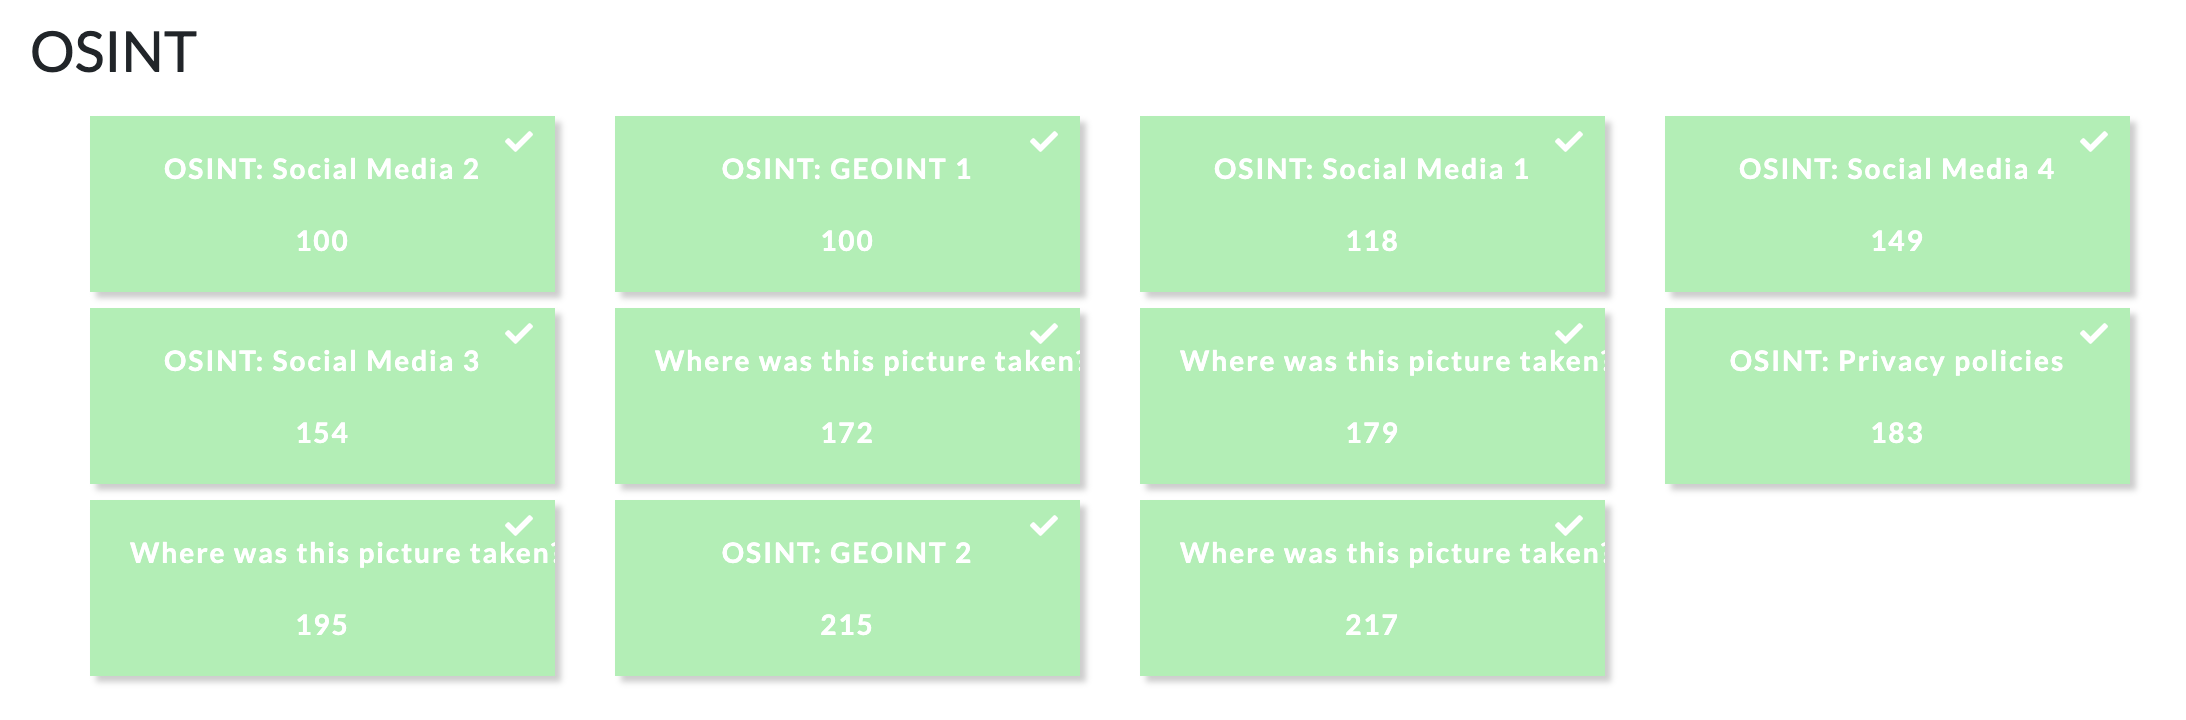 OSINT
OSINT: Social Media 2
100
OSINT: GEOINT 1
100
OSINT: Social Media 1
118
OSINT: Social Media 4
149
OSINT: Social Media 3
154
Where was this picture taken?
172
Where was this picture taken?
179
OSINT: Privacy policies
183
Where was this picture taken?
195
OSINT: GEOINT 2
215
Where was this picture taken?
217